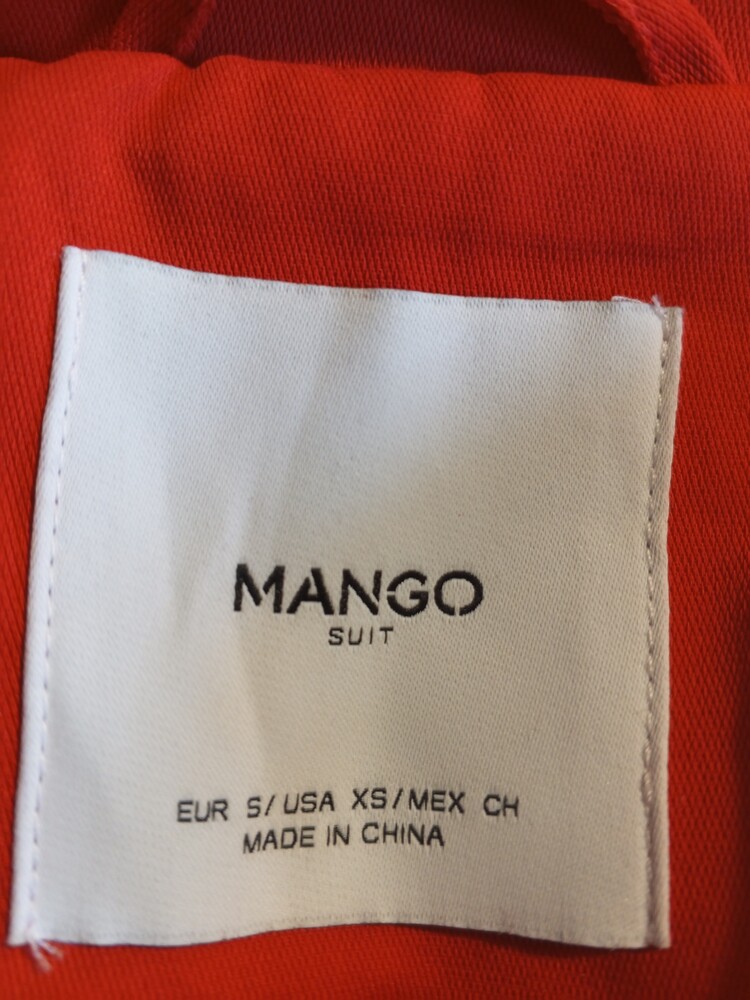 MANGO
SUIT
EUR S/USA XS/MEX CH
MADE IN CHINA